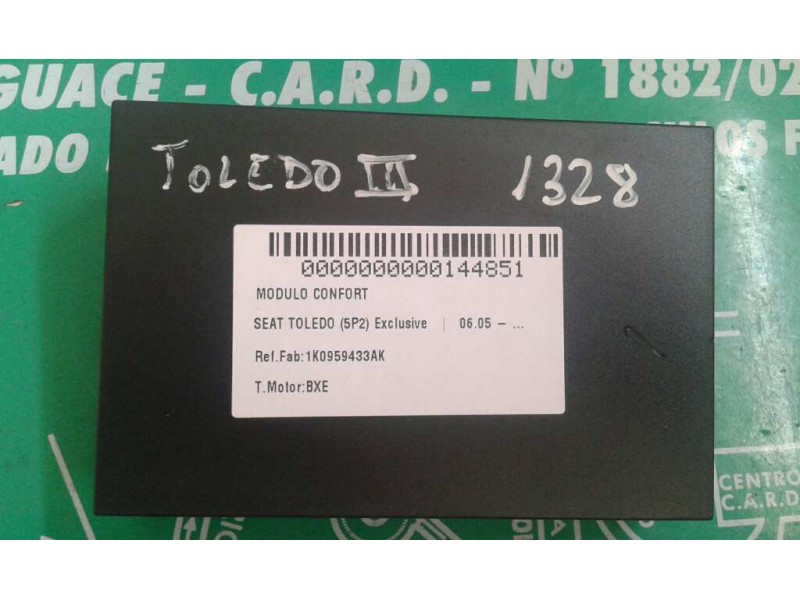 GUACE - C.A.R.D. - Nº 1882/02
ADO
LOS F
TOLEDO III 1328
0000000000144851
MODULO CONFORT
SEAT TOLEDO (5P2) Exclusive | 06.05 – ...
Ref.Fab:1K0959433AK
T.Motor:BXE
CENTRO
C.A.R.D.